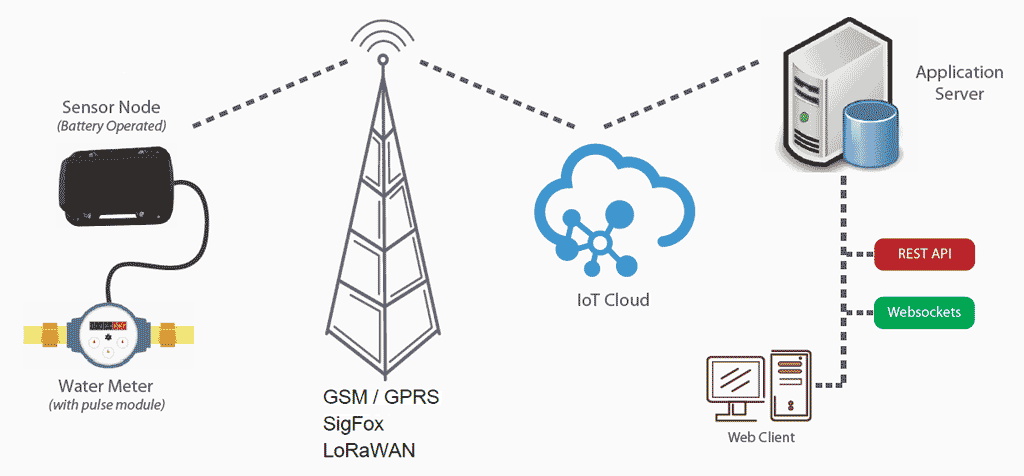 Sensor Node
(Battery Operated)
Water Meter
(with pulse module)
GSM / GPRS
SigFox
LoRaWAN
IoT Cloud
Application
Server
REST API
Websockets
Web Client